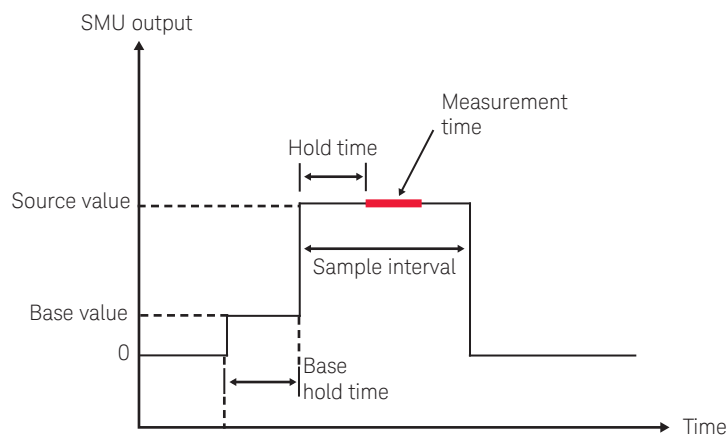 SMU output
Measurement
time
Hold time
Source value
Sample interval
Base value
0
Base
hold time
Time